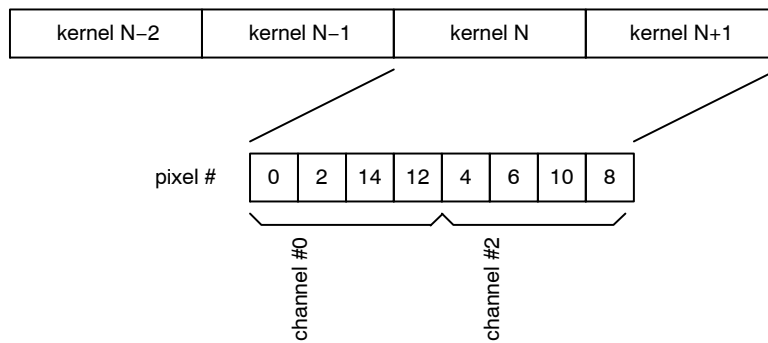 kernel N−2 kernel N−1 kernel N kernel N+1
pixel # 0 2 14 12 4 6 10 8
channel #0 channel #2